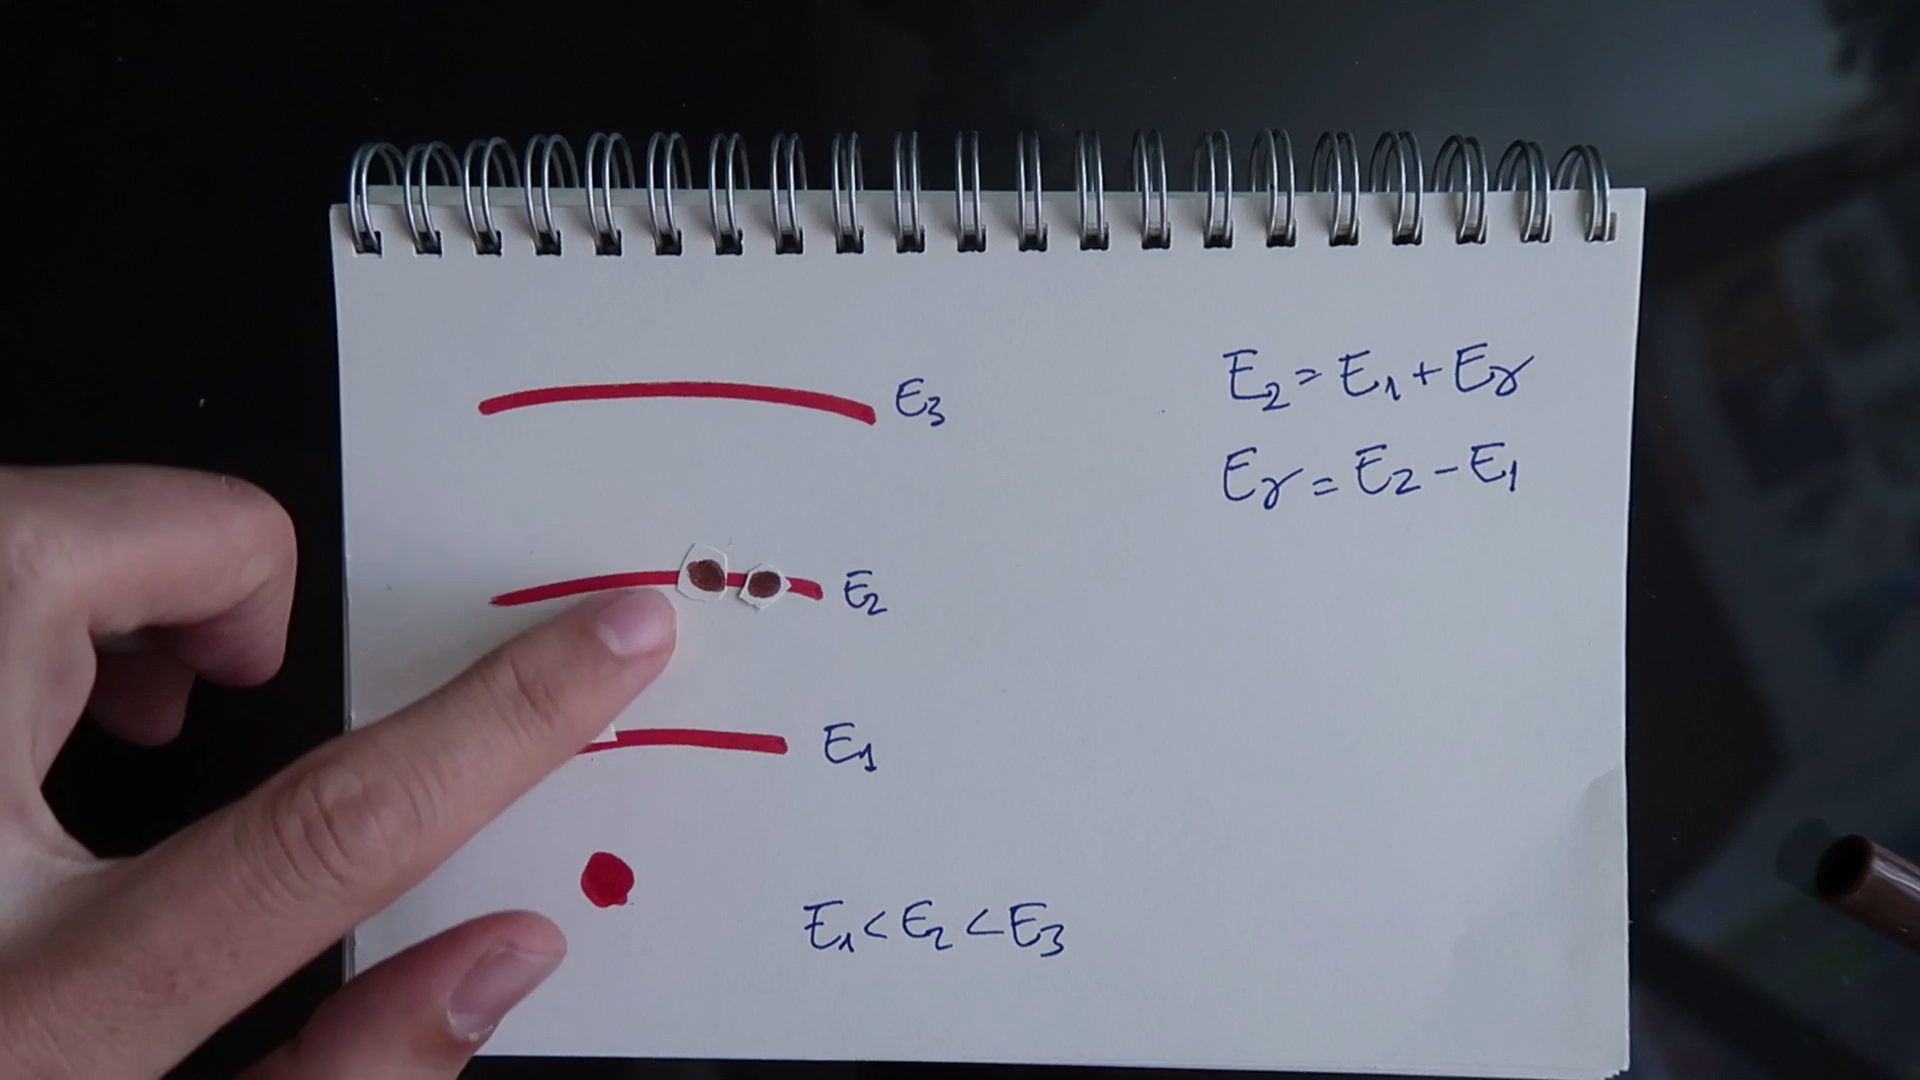 E₃
E₂ = E₁ + Eγ
Eγ = E₂ - E₁
E₂
E₁
E₁ < E₂ < E₃